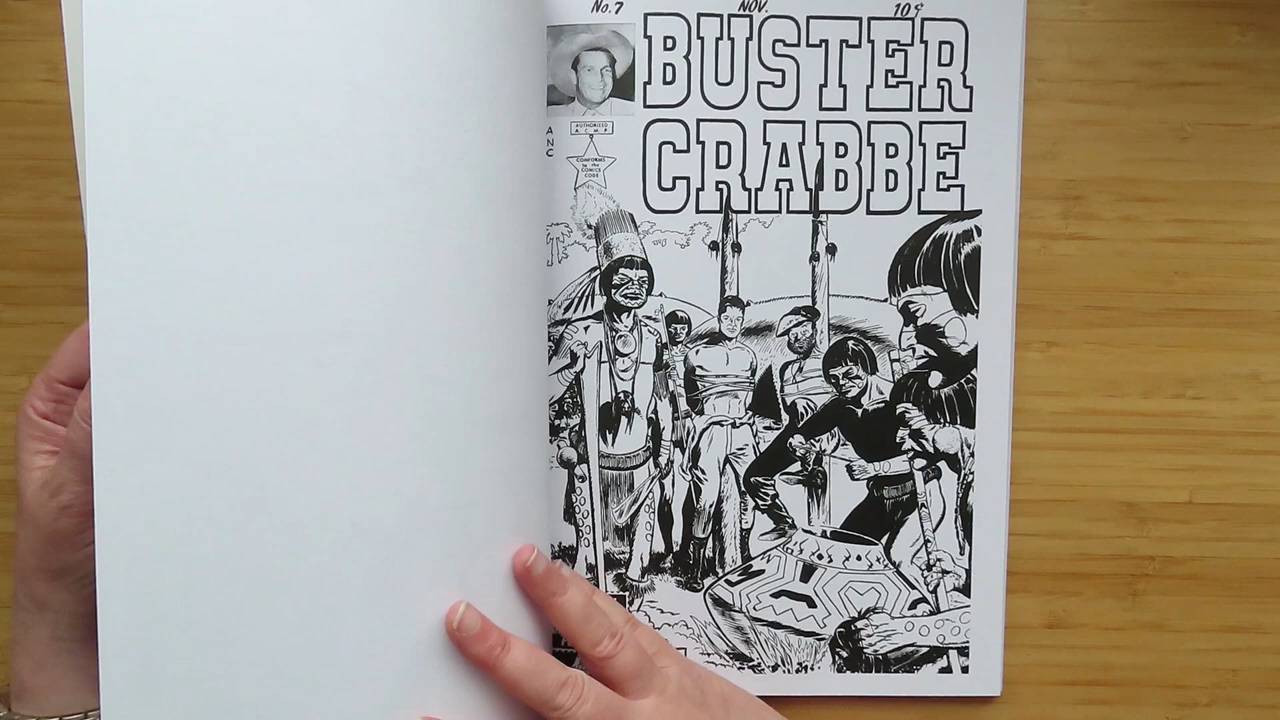 No. 7 NOV. 10¢
BUSTER
CRABBE
AUTHORIZED
A.C.M.P.
CONFORMS
to the
COMICS
CODE
A
N
C